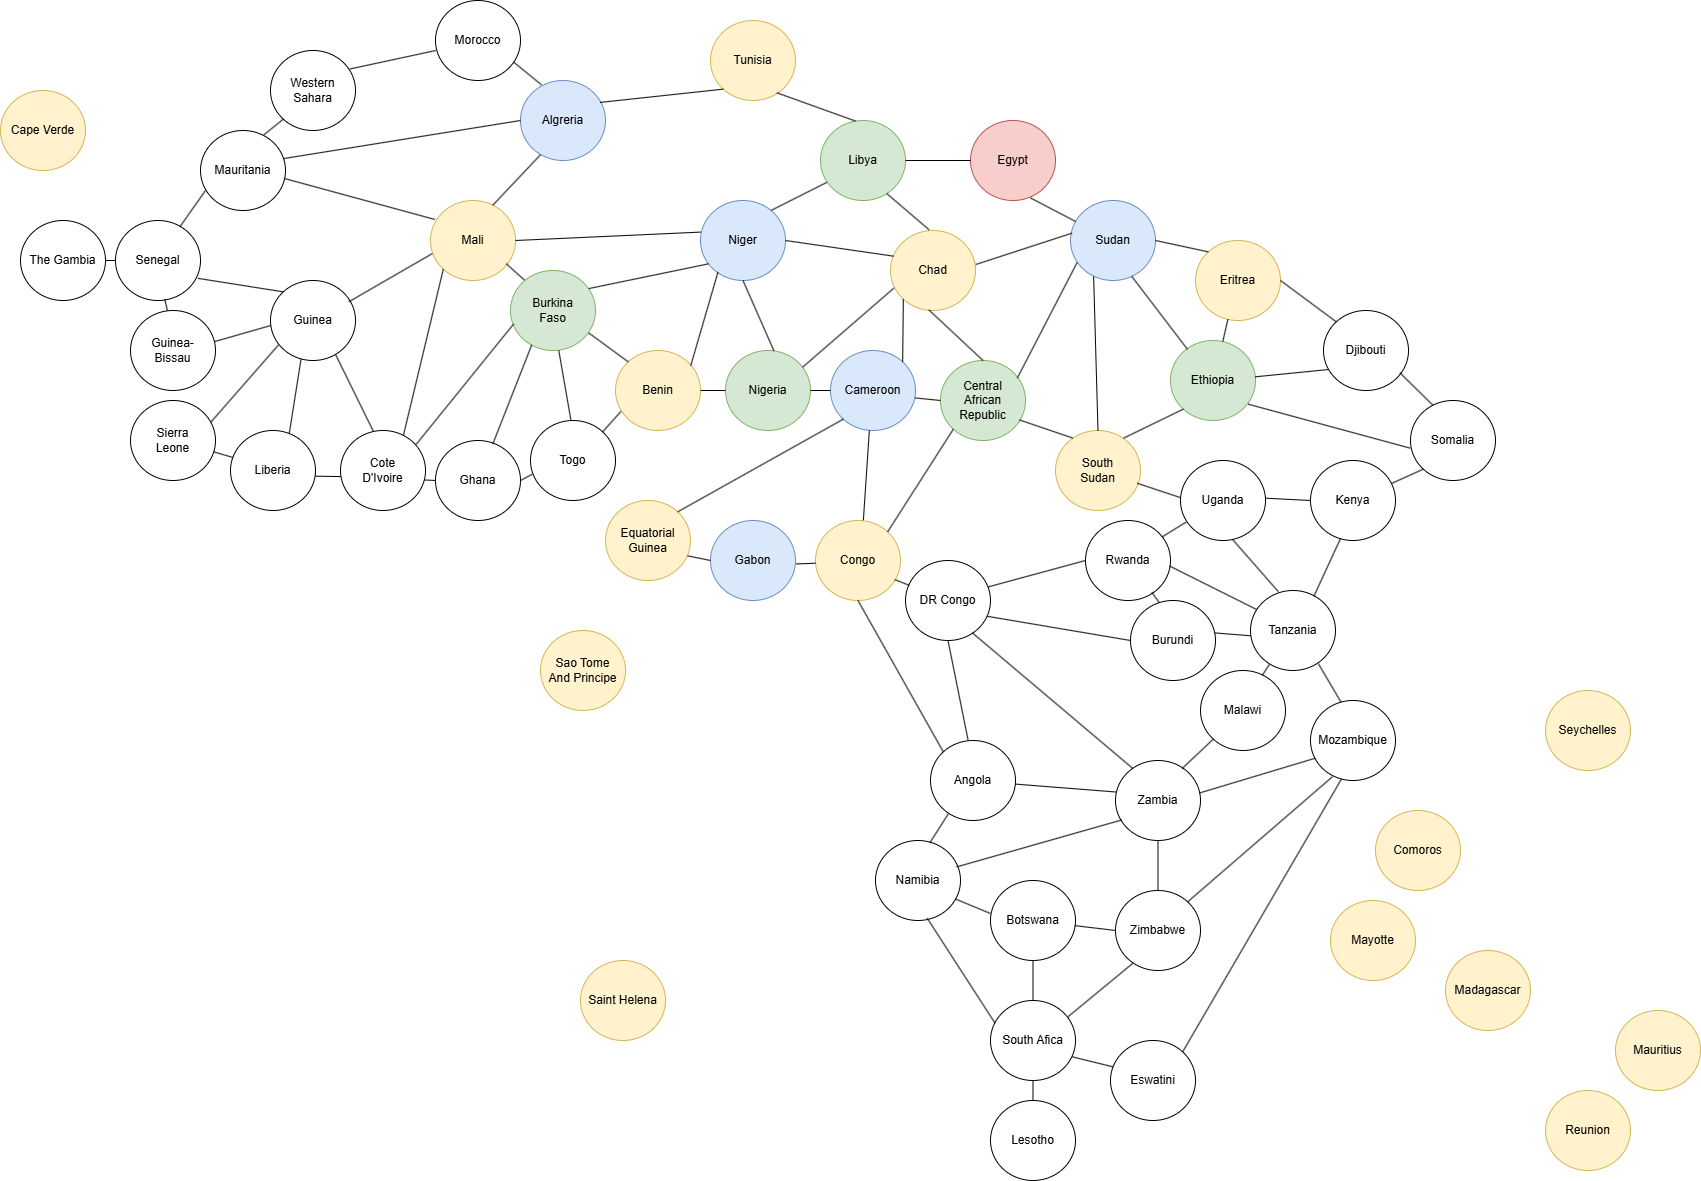 Morocco
Tunisia
Western
Sahara
Algreria
Cape Verde
Libya
Egypt
Mauritania
Mali
Niger
Sudan
The Gambia
Senegal
Chad
Eritrea
Burkina
Faso
Guinea
Guinea-
Bissau
Djibouti
Ethiopia
Benin
Nigeria
Cameroon
Central
African
Republic
Sierra
Leone
Somalia
Liberia
Cote
D'Ivoire
Ghana
Togo
South
Sudan
Uganda
Kenya
Equatorial
Guinea
Gabon
Congo
Rwanda
DR Congo
Burundi
Tanzania
Sao Tome
And Principe
Malawi
Mozambique
Seychelles
Angola
Zambia
Comoros
Namibia
Botswana
Zimbabwe
Mayotte
Saint Helena
Madagascar
South Afica
Mauritius
Eswatini
Reunion
Lesotho